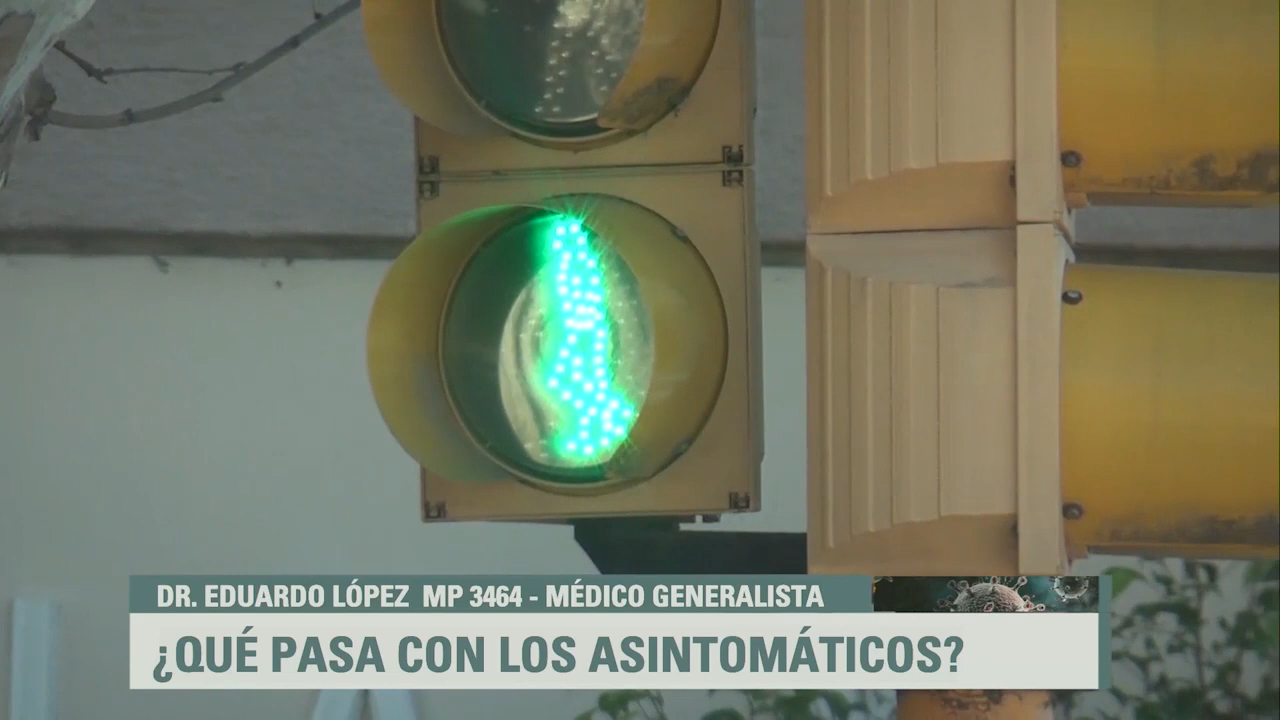 DR. EDUARDO LÓPEZ MP 3464 - MÉDICO GENERALISTA
¿QUÉ PASA CON LOS ASINTOMÁTICOS?